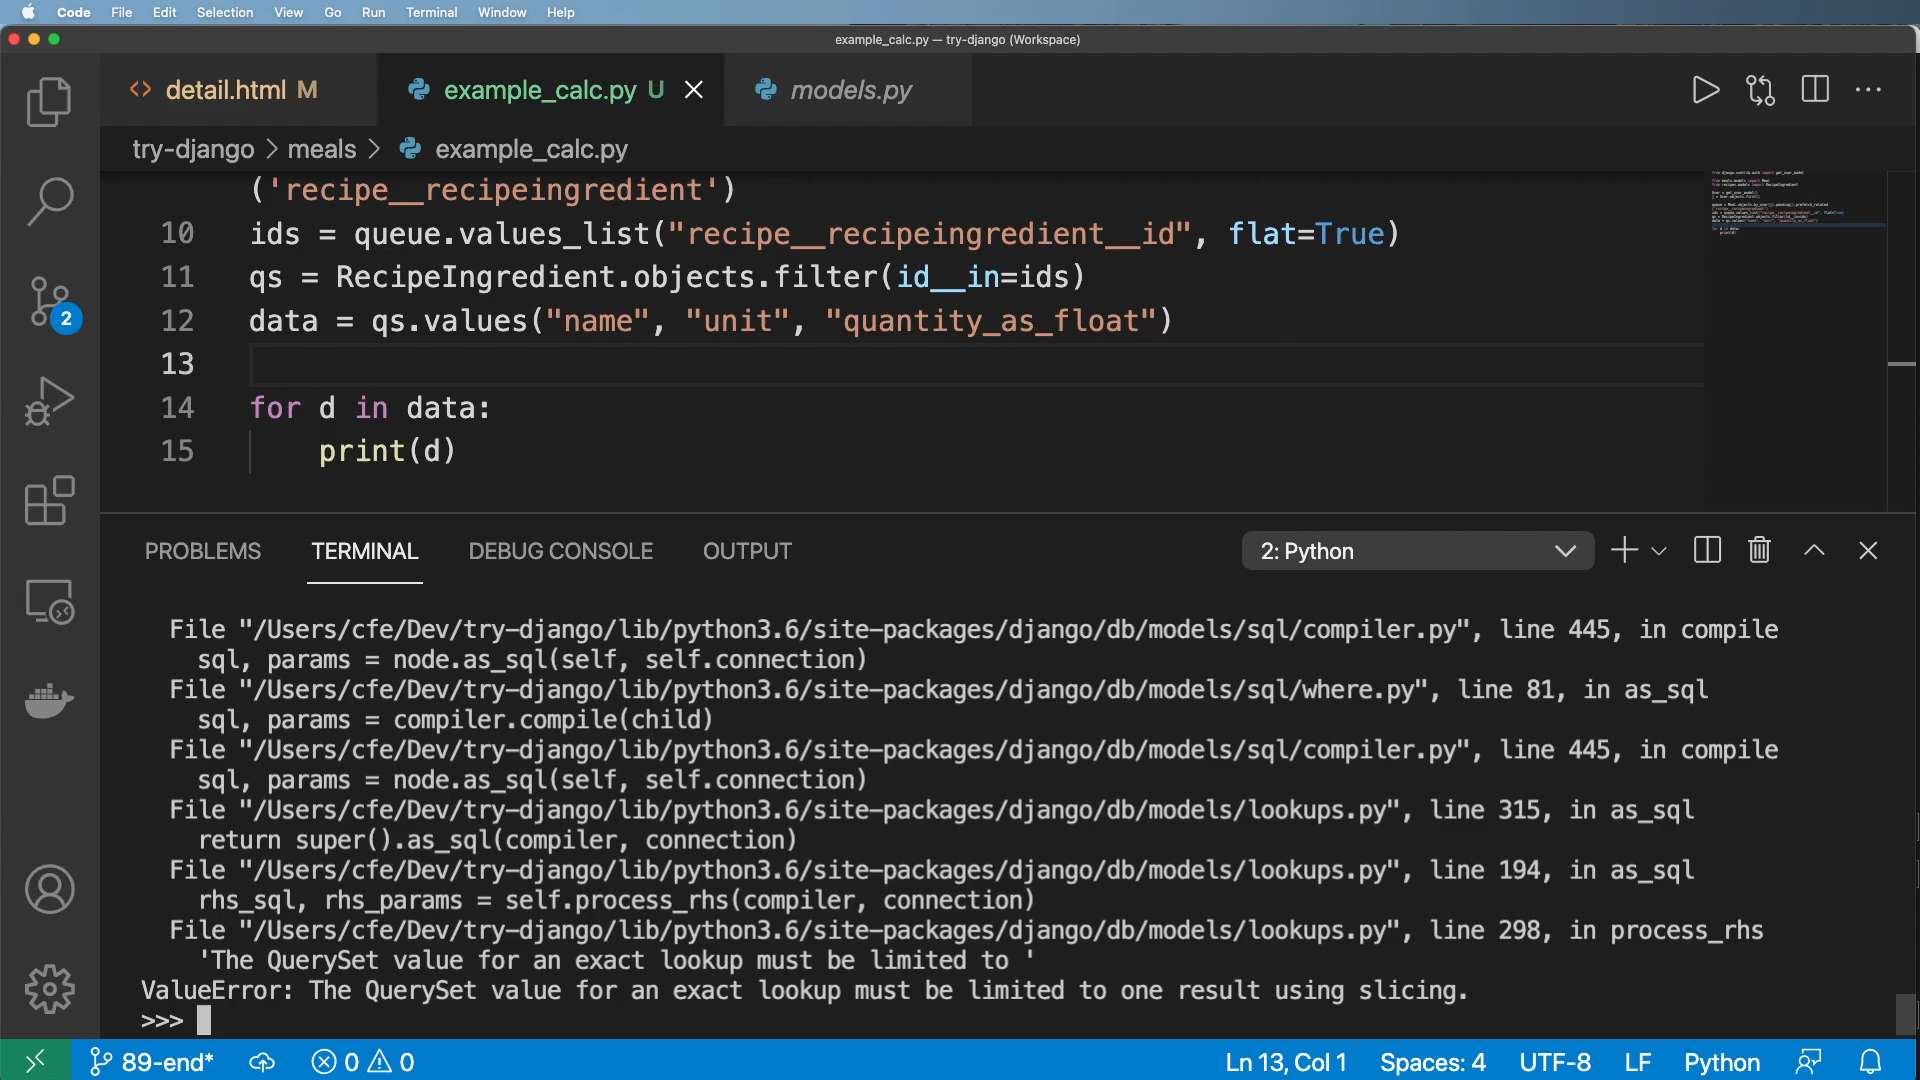 Code File Edit Selection View Go Run Terminal Window Help
example_calc.py — try-django (Workspace)
detail.html M
example_calc.py U
models.py
try-django > meals > example_calc.py
('recipe__recipeingredient')
10 ids = queue.values_list("recipe__recipeingredient__id", flat=True)
11 qs = RecipeIngredient.objects.filter(id__in=ids)
12 data = qs.values("name", "unit", "quantity_as_float")
13
14 for d in data:
15 print(d)
2
PROBLEMS TERMINAL DEBUG CONSOLE OUTPUT
2: Python
File "/Users/cfe/Dev/try-django/lib/python3.6/site-packages/django/db/models/sql/compiler.py", line 445, in compile
sql, params = node.as_sql(self, self.connection)
File "/Users/cfe/Dev/try-django/lib/python3.6/site-packages/django/db/models/sql/where.py", line 81, in as_sql
sql, params = compiler.compile(child)
File "/Users/cfe/Dev/try-django/lib/python3.6/site-packages/django/db/models/sql/compiler.py", line 445, in compile
sql, params = node.as_sql(self, self.connection)
File "/Users/cfe/Dev/try-django/lib/python3.6/site-packages/django/db/models/lookups.py", line 315, in as_sql
return super().as_sql(compiler, connection)
File "/Users/cfe/Dev/try-django/lib/python3.6/site-packages/django/db/models/lookups.py", line 194, in as_sql
rhs_sql, rhs_params = self.process_rhs(compiler, connection)
File "/Users/cfe/Dev/try-django/lib/python3.6/site-packages/django/db/models/lookups.py", line 298, in process_rhs
'The QuerySet value for an exact lookup must be limited to '
ValueError: The QuerySet value for an exact lookup must be limited to one result using slicing.
>>>
89-end* 0 0 Ln 13, Col 1 Spaces: 4 UTF-8 LF Python